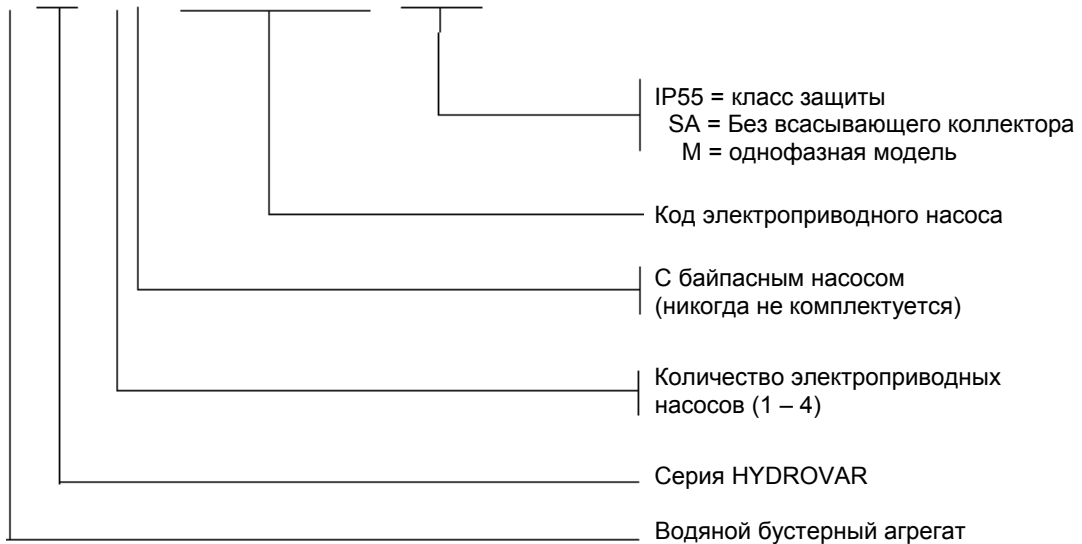 IP55 = класс защиты
SA = Без всасывающего коллектора
M = однофазная модель
Код электроприводного насоса
С байпасным насосом
(никогда не комплектуется)
Количество электроприводных
насосов (1 – 4)
Серия HYDROVAR
Водяной бустерный агрегат